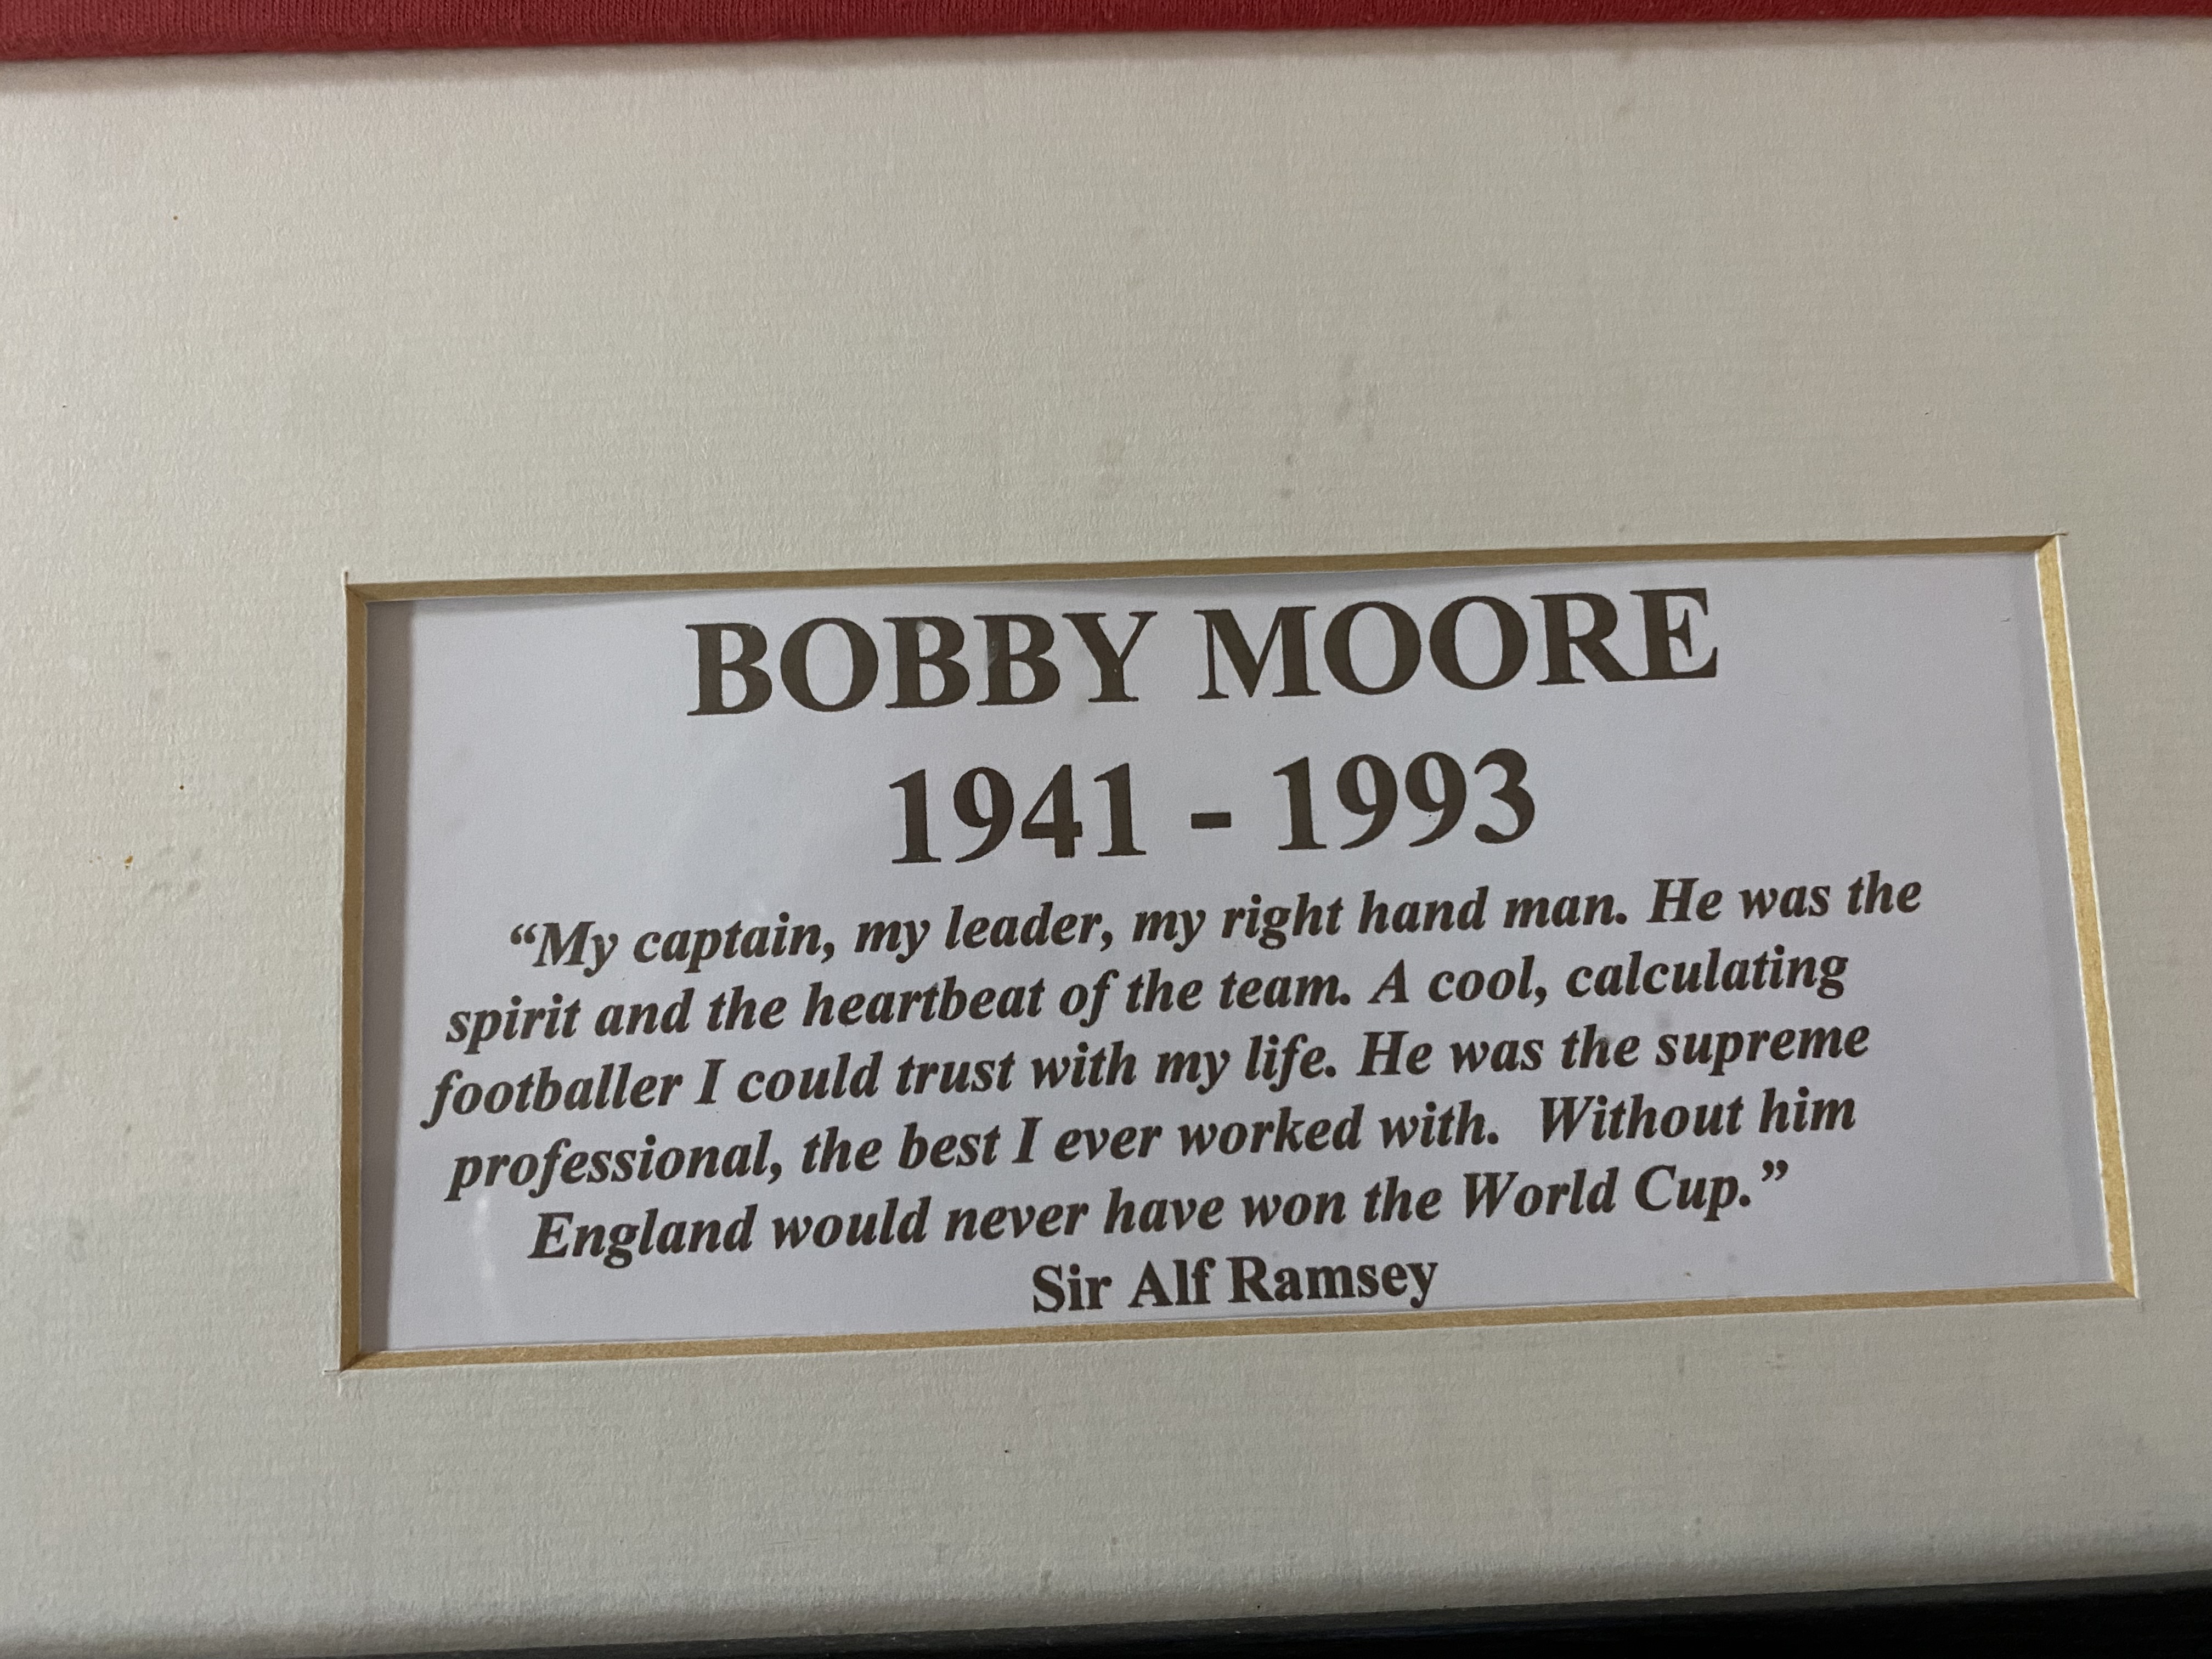 BOBBY MOORE
1941 - 1993
“My captain, my leader, my right hand man. He was the
spirit and the heartbeat of the team. A cool, calculating
footballer I could trust with my life. He was the supreme
professional, the best I ever worked with.  Without him
England would never have won the World Cup.”
Sir Alf Ramsey